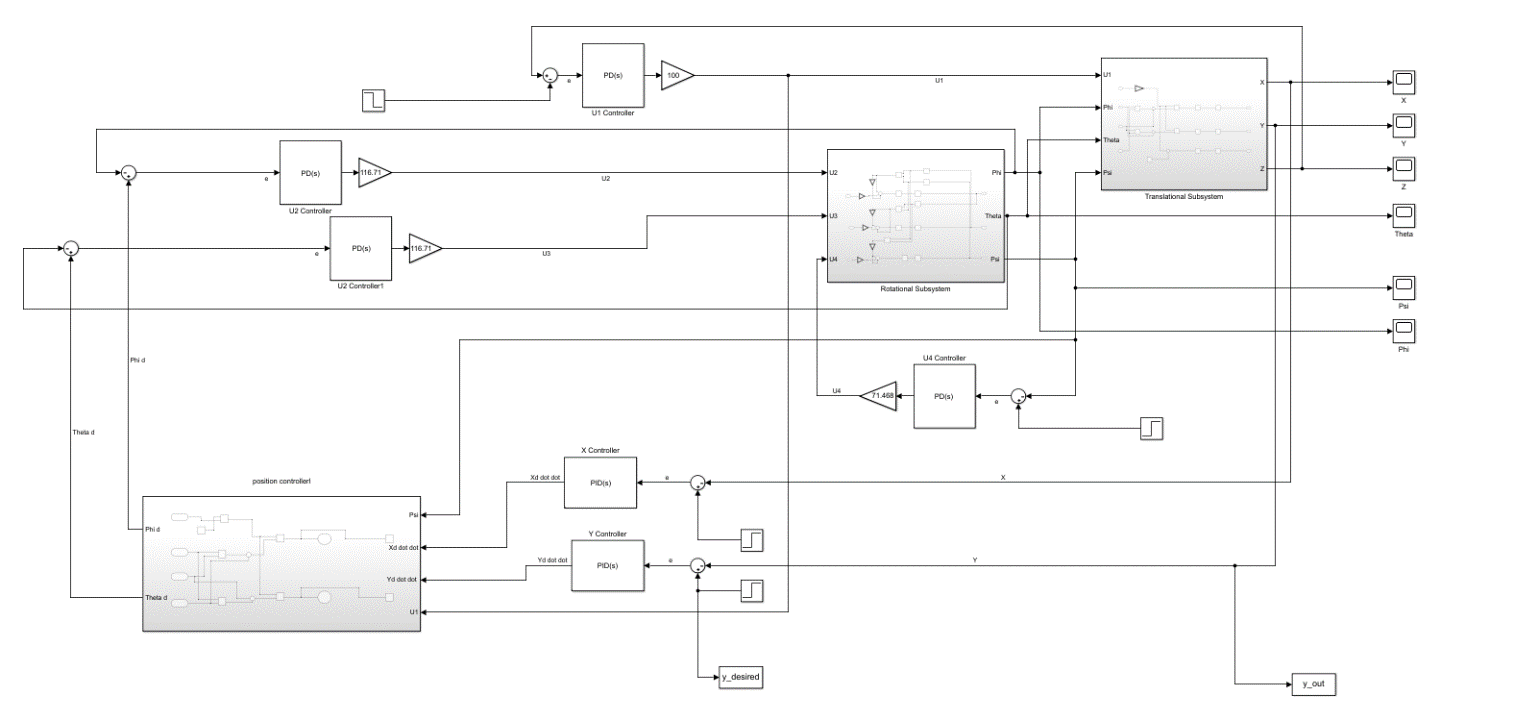 PD(s)
100
e
U1 Controller
U1
U1
Phi
Theta
Psi
X
Y
Z
Translational Subsystem
X
Y
Z
Theta
Psi
Phi
PD(s)
116.71
e
U2 Controller
U2
U2
U3
U4
Phi
Theta
Psi
Rotational Subsystem
PD(s)
116.71
e
U2 Controller1
U3
Phi d
Theta d
U4 Controller
U4
71.468
PD(s)
e
X Controller
Xd dot dot
PID(s)
e
X
position controllerl
Phi d
Theta d
Psi
Xd dot dot
Yd dot dot
U1
Y Controller
Yd dot dot
PID(s)
e
Y
y_desired
y_out